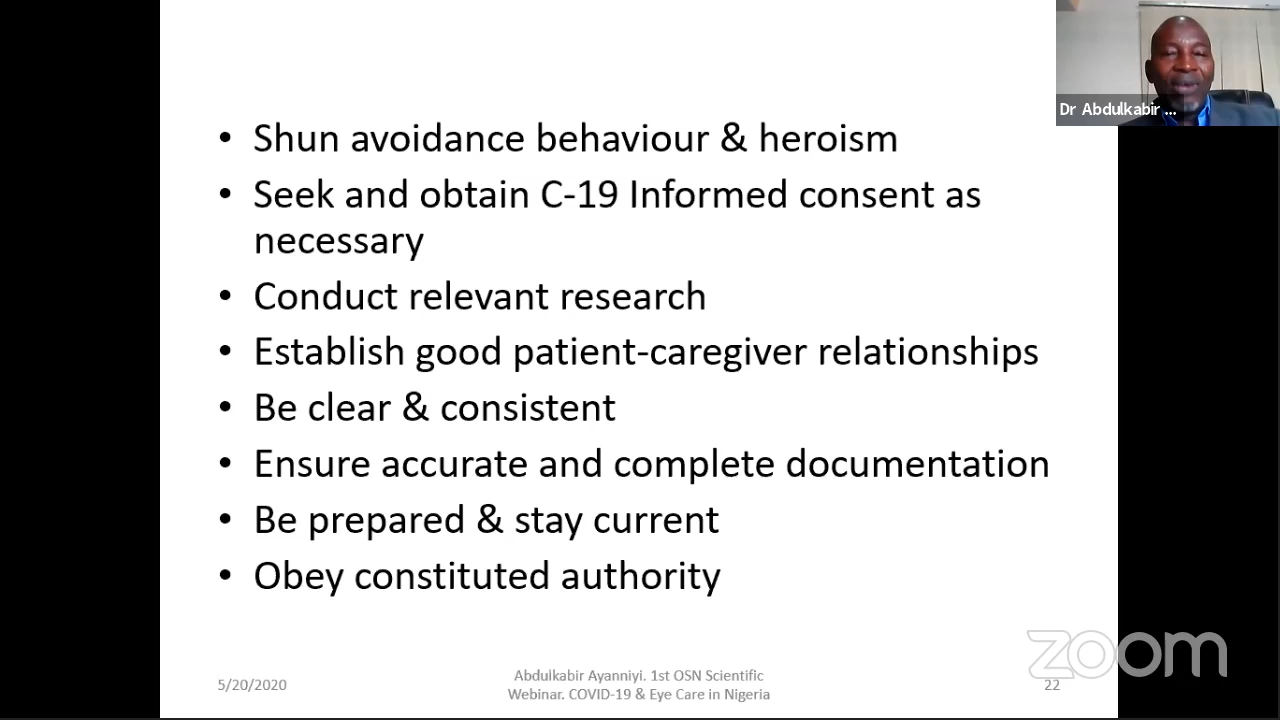 Dr Abdulkabir ...
• Shun avoidance behaviour & heroism
• Seek and obtain C-19 Informed consent as
necessary
• Conduct relevant research
• Establish good patient-caregiver relationships
• Be clear & consistent
• Ensure accurate and complete documentation
• Be prepared & stay current
• Obey constituted authority
zoom
5/20/2020
Abdulkabir Ayanniyi. 1st OSN Scientific
Webinar. COVID-19 & Eye Care in Nigeria
22